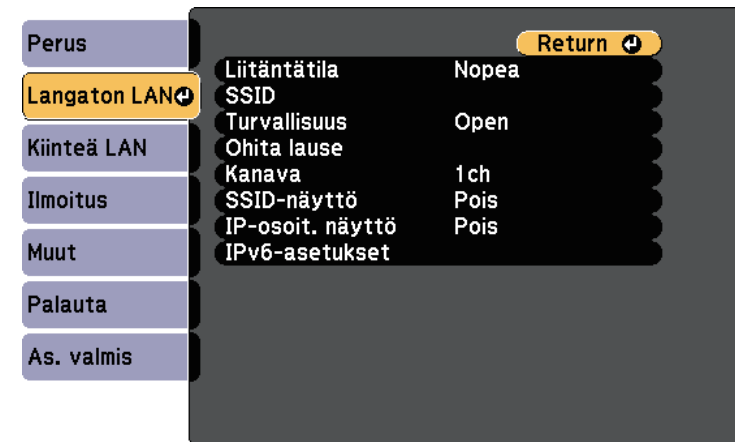 Perus
Langaton LAN
Kiinteä LAN
Ilmoitus
Muut
Palauta
As. valmis
Return
Liitäntätila Nopea
SSID
Turvallisuus Open
Ohita lause
Kanava 1ch
SSID-näyttö Pois
IP-osoit. näyttö Pois
IPv6-asetukset